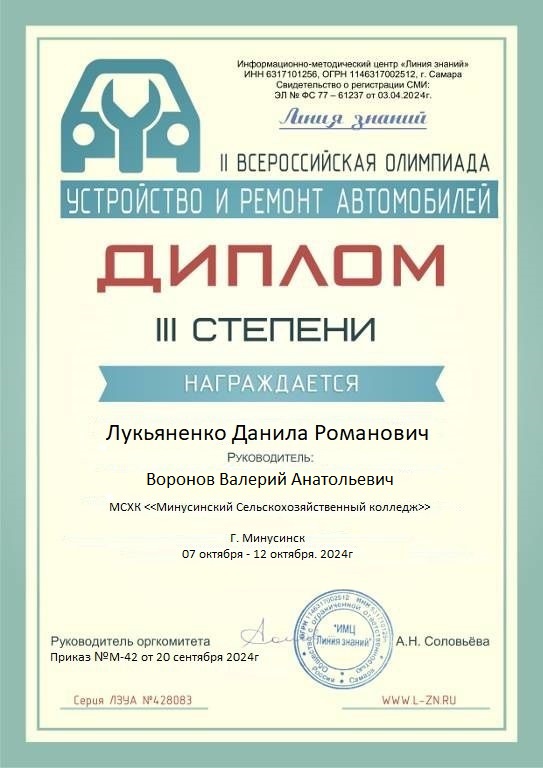 Информационно-методический центр «Линия знаний»
ИНН 6317101256, ОГРН 1146317002512, г. Самара
Свидетельство о регистрации СМИ:
ЭЛ № ФС 77 – 61237 от 03.04.2024г.
Линия знаний
II ВСЕРОССИЙСКАЯ ОЛИМПИАДА
УСТРОЙСТВО И РЕМОНТ АВТОМОБИЛЕЙ
ДИПЛОМ
III СТЕПЕНИ
НАГРАЖДАЕТСЯ
Лукьяненко Данила Романович
Руководитель:
Воронов Валерий Анатольевич
МСХК <<Минусинский Сельскохозяйственный колледж>>
Г. Минусинск
07 октября - 12 октября. 2024г
"ИМЦ
Линия знаний"
Руководитель оргкомитета
А.Н. Соловьёва
Приказ №М-42 от 20 сентября 2024г
Серия ЛЗУА №428083
WWW.L-ZN.RU